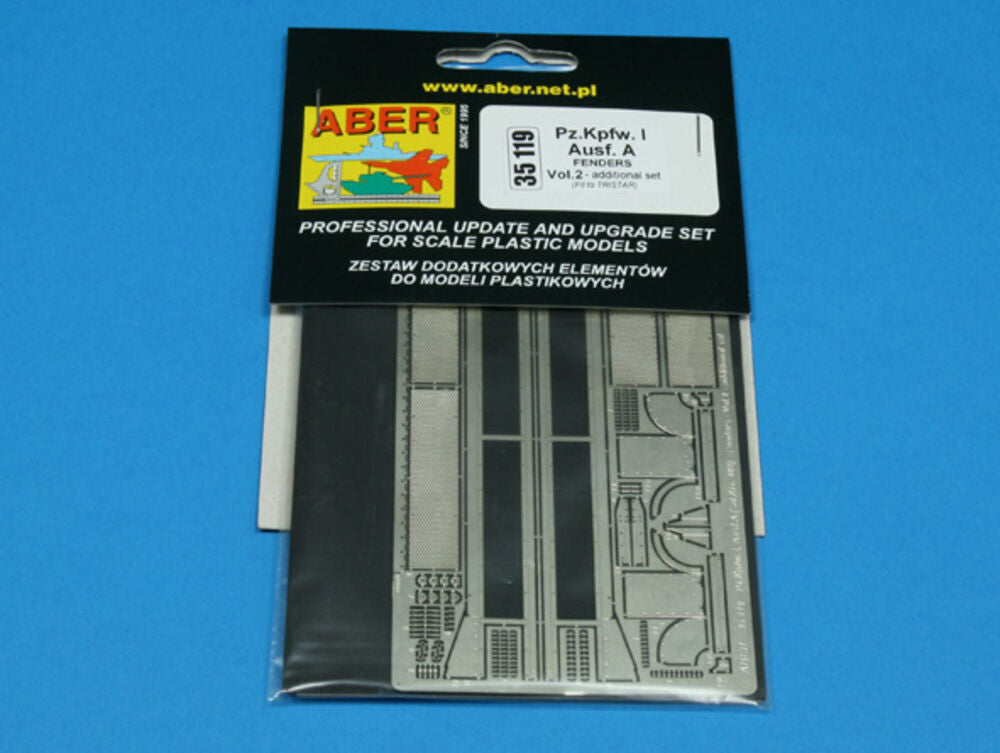 www.aber.net.pl
ABER®
SINCE 1995
35 119
Pz.Kpfw. I
Ausf. A
FENDERS
Vol.2 - additional set
(Fit to TRISTAR)
PROFESSIONAL UPDATE AND UPGRADE SET
FOR SCALE PLASTIC MODELS
ZESTAW DODATKOWYCH ELEMENTÓW
DO MODELI PLASTIKOWYCH